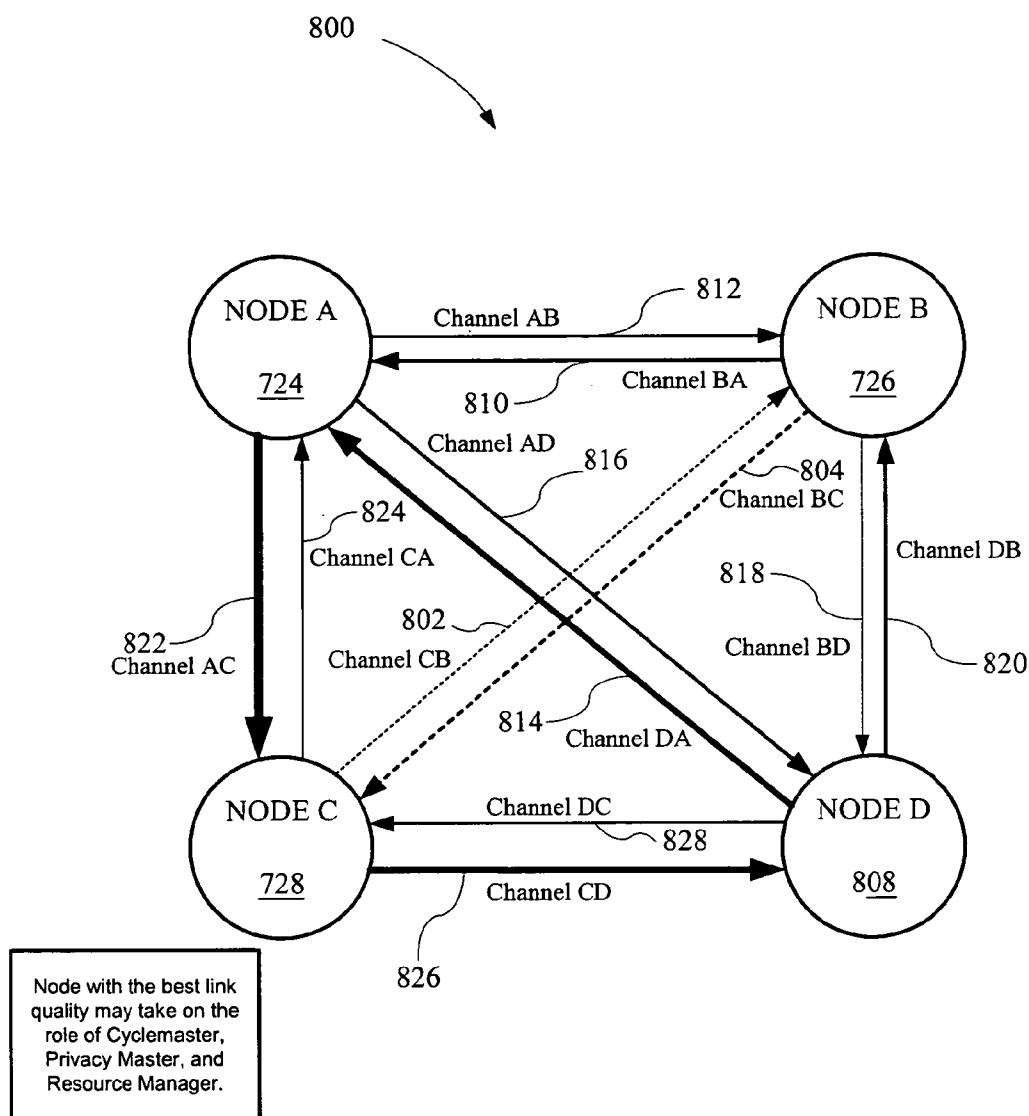 800
812
NODE A
Channel AB
NODE B
724
810
Channel BA
726
Channel AD
816
804
Channel BC
824
Channel CA
Channel DB
818
822
802
Channel AC
Channel CB
Channel BD
820
814
Channel DA
NODE C
Channel DC
NODE D
828
728
Channel CD
808
826
Node with the best link
quality may take on the
role of Cyclemaster,
Privacy Master, and
Resource Manager.